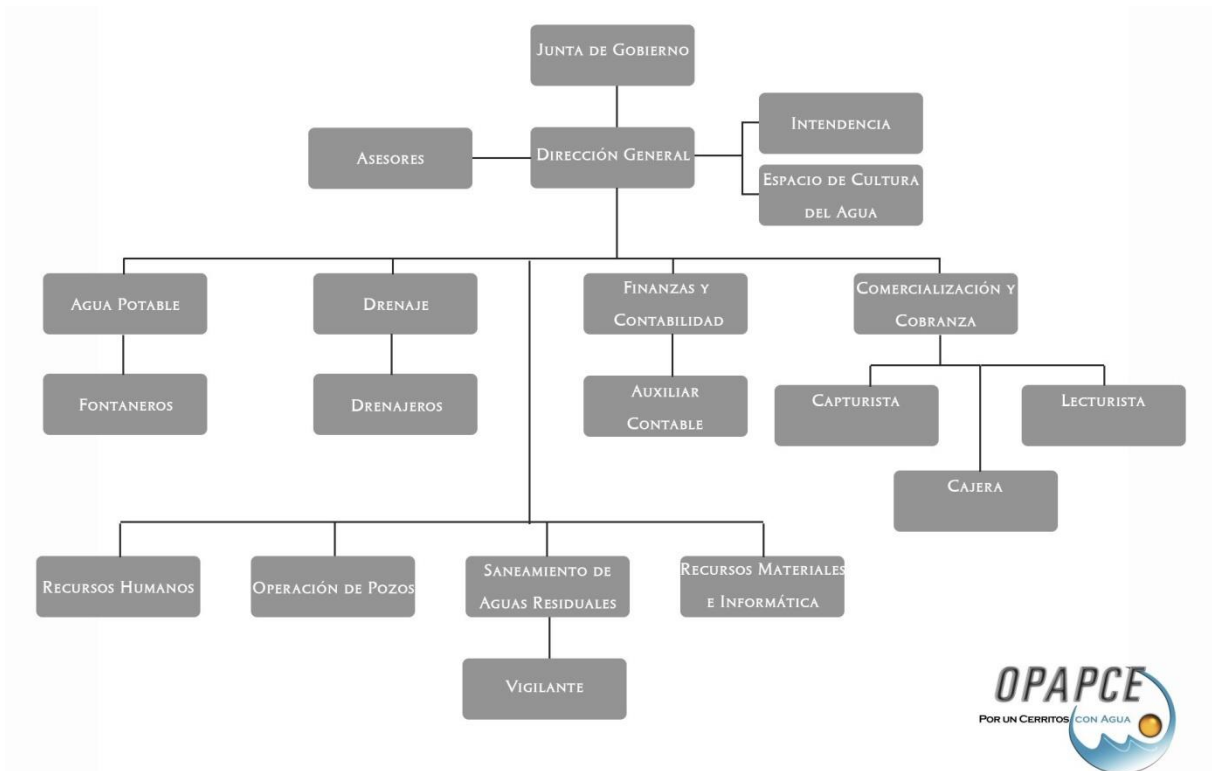 Junta de Gobierno
Intendencia
Asesores
Dirección General
Espacio de Cultura
del Agua
Agua Potable
Drenaje
Finanzas y
Contabilidad
Comercialización y
Cobranza
Fontaneros
Drenajeros
Auxiliar
Contable
Capturista
Lecturista
Cajera
Recursos Humanos
Operación de Pozos
Saneamiento de
Aguas Residuales
Recursos Materiales
e Informática
Vigilante
OPAPCE
Por un Cerritos con Agua